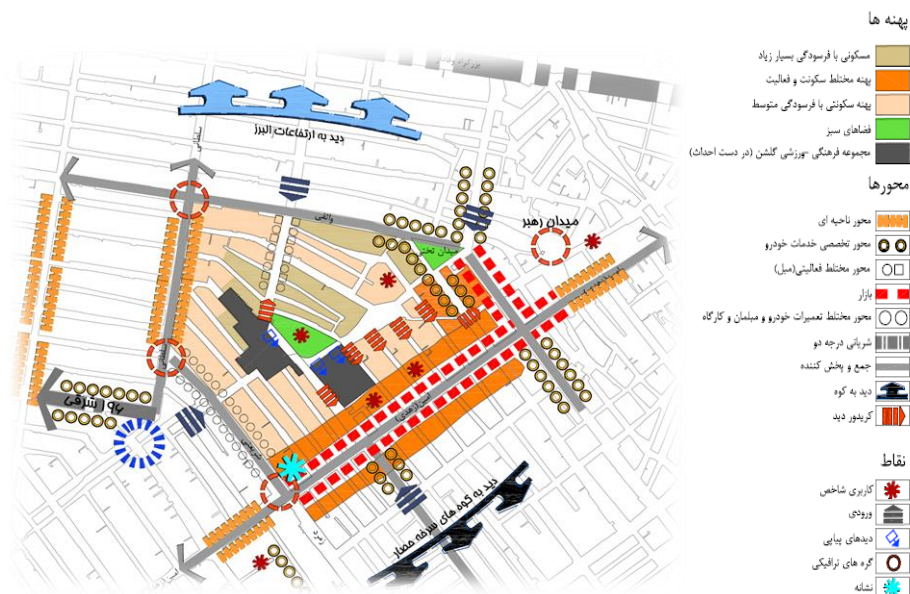 پهنه ها
مسکونی با فرسودگی بسیار زیاد
پهنه مختلط سکونت و فعالیت
پهنه سکونتی با فرسودگی متوسط
فضاهای سبز
مجموعه فرهنگی -ورزشی گلشن (در دست احداث)
محورها
محور ناحیه ای
محور تخصصی خدمات خودرو
محور مختلط فعالیتی(مبل)
بازار
محور مختلط تعمیرات خودرو و مبلمان و کارگاه
شریانی درجه دو
جمع و پخش کننده
دید به کوه
کریدور دید
نقاط
کاربری شاخص
ورودی
دیدهای پیاپی
گره های ترافیکی
نشانه
دید به ارتفاعات البرز
میدان رهبر
میدان تختی
۱۹۶ شرقی
دید به کوه های سرخه حصار